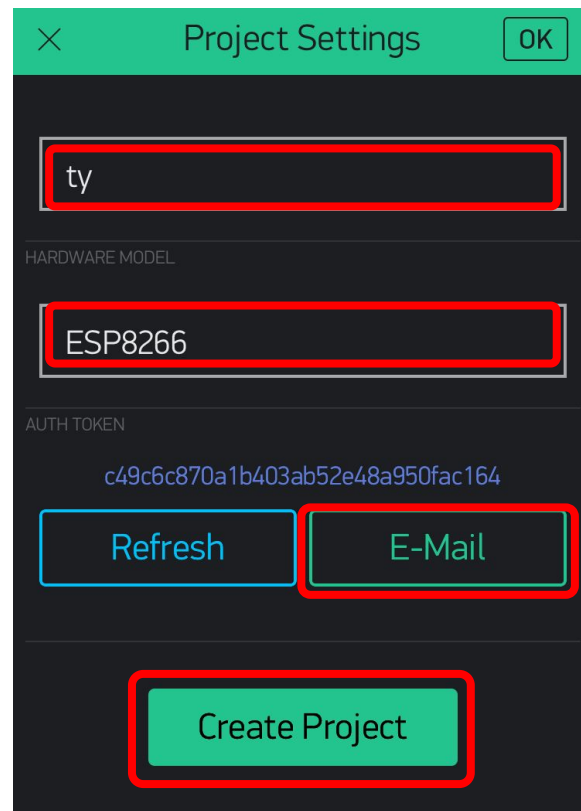 Project Settings OK
ty
HARDWARE MODEL
ESP8266
AUTH TOKEN
c49c6c870a1b403ab52e48a950fac164
Refresh E-Mail
Create Project